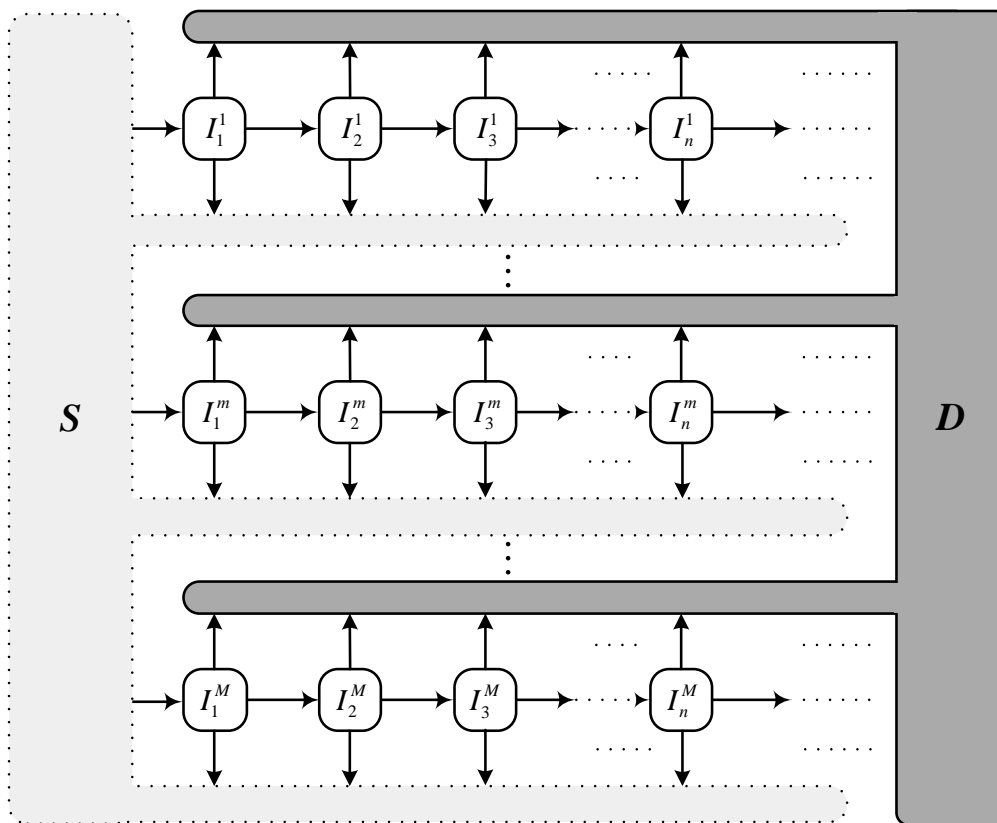 I_1^1 I_2^1 I_3^1 ..... I_n^1 ......
S I_1^m I_2^m I_3^m ..... I_n^m ...... D
I_1^M I_2^M I_3^M ..... I_n^M ......